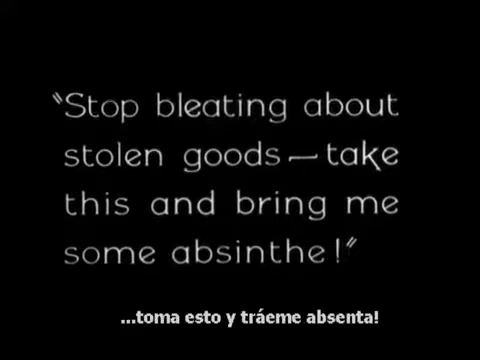 "Stop bleating about
stolen goods — take
this and bring me
some absinthe!"
...toma esto y tráeme absenta!